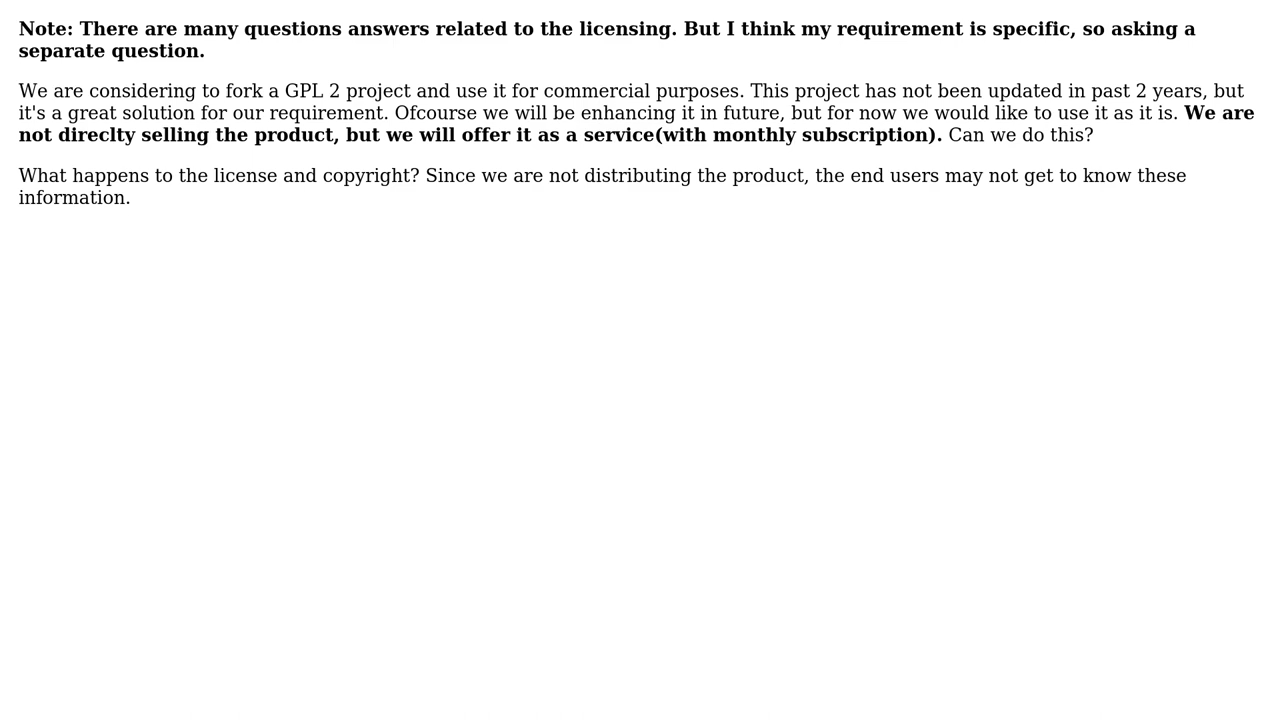 Note: There are many questions answers related to the licensing. But I think my requirement is specific, so asking a
separate question.
We are considering to fork a GPL 2 project and use it for commercial purposes. This project has not been updated in past 2 years, but
it's a great solution for our requirement. Ofcourse we will be enhancing it in future, but for now we would like to use it as it is. We are
not direclty selling the product, but we will offer it as a service(with monthly subscription). Can we do this?
What happens to the license and copyright? Since we are not distributing the product, the end users may not get to know these
information.